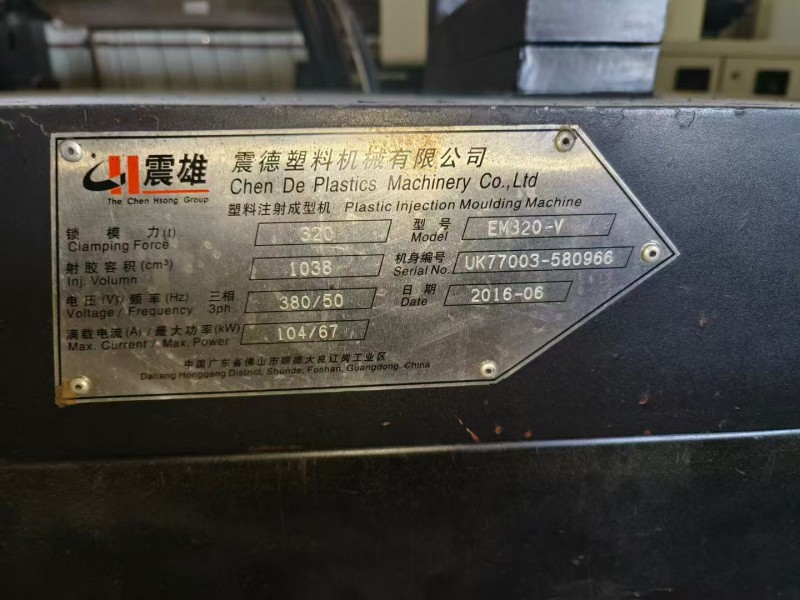 震雄
The Chen Hsong Group
震德塑料机械有限公司
Chen De Plastics Machinery Co.,Ltd
塑料注射成型机 Plastic Injection Moulding Machine
锁模力(t) 320 型号 EM320-V
Clamping Force Model
射胶容积(cm³) 1038 机身编号 UK77003-580966
Inj. Volumn Serial No.
电压(V)/频率(Hz) 三相 380/50 日期 2016-06
Voltage / Frequency 3ph Date
满载电流(A)/最大功率(kW) 104/67
Max. Current / Max. Power
中国广东省佛山市顺德大良红岗工业区
Daliang Honggang District, Shunde, Foshan, Guangdong, China